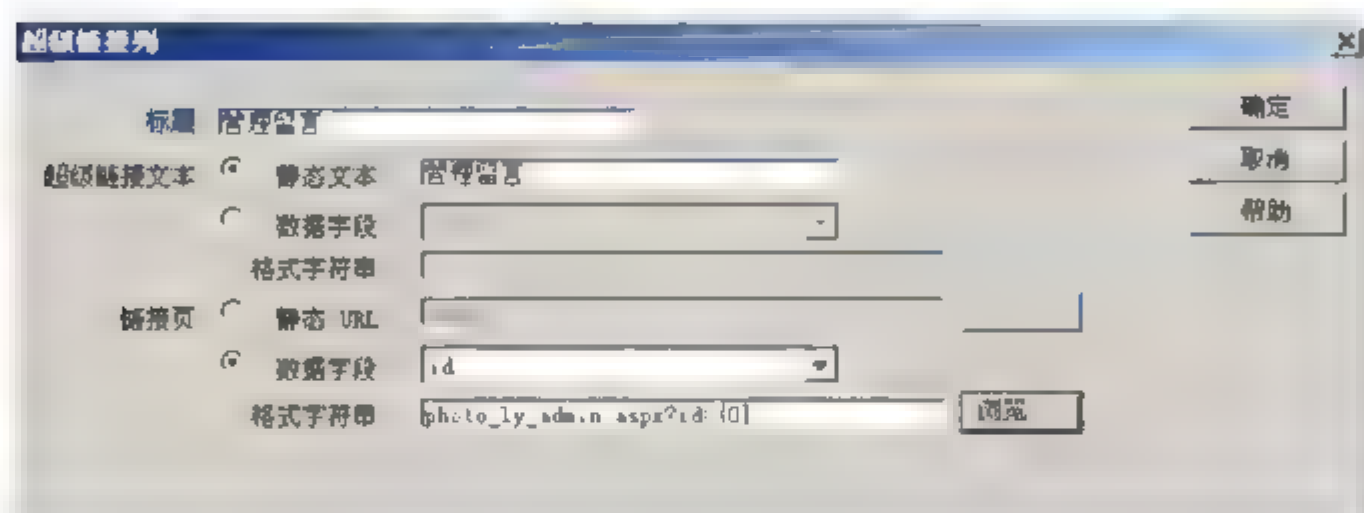 超级链接列
标题 管理留言 确定
超级链接文本 静态文本 管理留言 取消
数据字段 帮助
格式字符串
链接页 静态 URL
数据字段 id
格式字符串 photo_ly_admin.aspx?id={0} 浏览